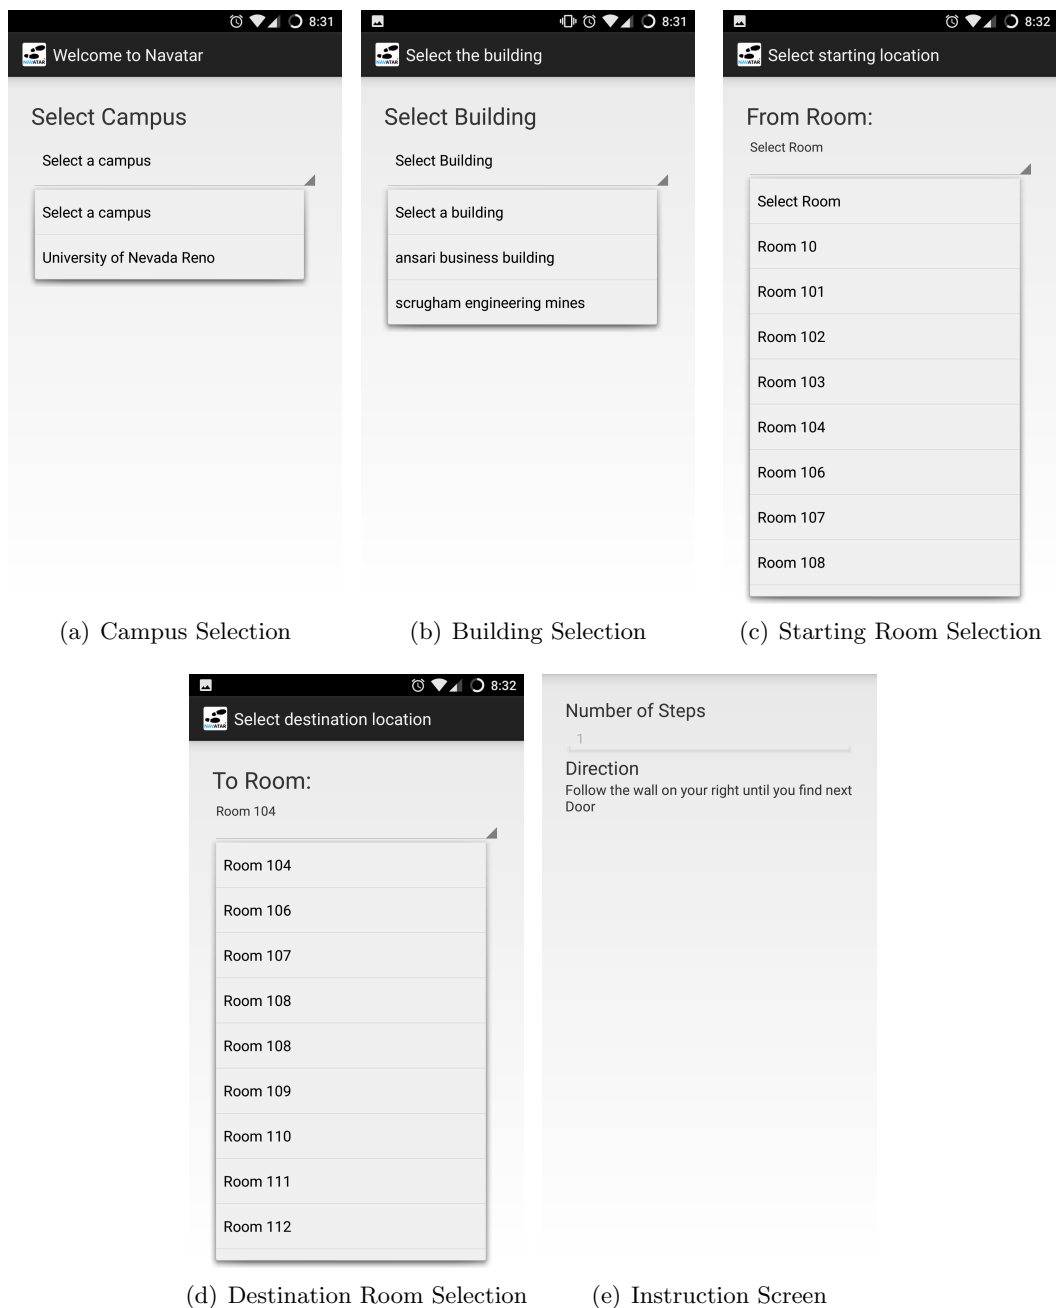 8:31
Welcome to Navatar
Select Campus
Select a campus
Select a campus
University of Nevada Reno
(a) Campus Selection
8:31
Select the building
Select Building
Select Building
Select a building
ansari business building
scrugham engineering mines
(b) Building Selection
8:32
Select starting location
From Room:
Select Room
Select Room
Room 10
Room 101
Room 102
Room 103
Room 104
Room 106
Room 107
Room 108
(c) Starting Room Selection
8:32
Select destination location
To Room:
Room 104
Room 104
Room 106
Room 107
Room 108
Room 108
Room 109
Room 110
Room 111
Room 112
(d) Destination Room Selection
Number of Steps
1
Direction
Follow the wall on your right until you find next
Door
(e) Instruction Screen